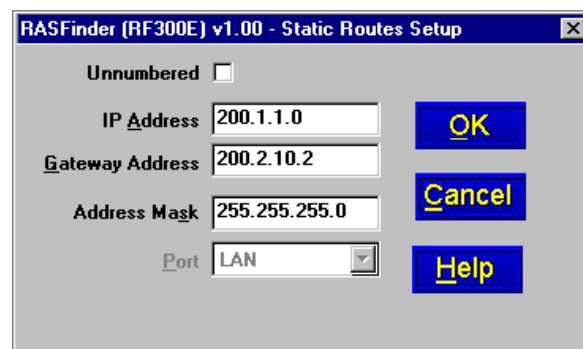 RASFinder (RF300E) v1.00 - Static Routes Setup
Unnumbered
IP Address 200.1.1.0
OK
Gateway Address 200.2.10.2
Cancel
Address Mask 255.255.255.0
Port LAN
Help